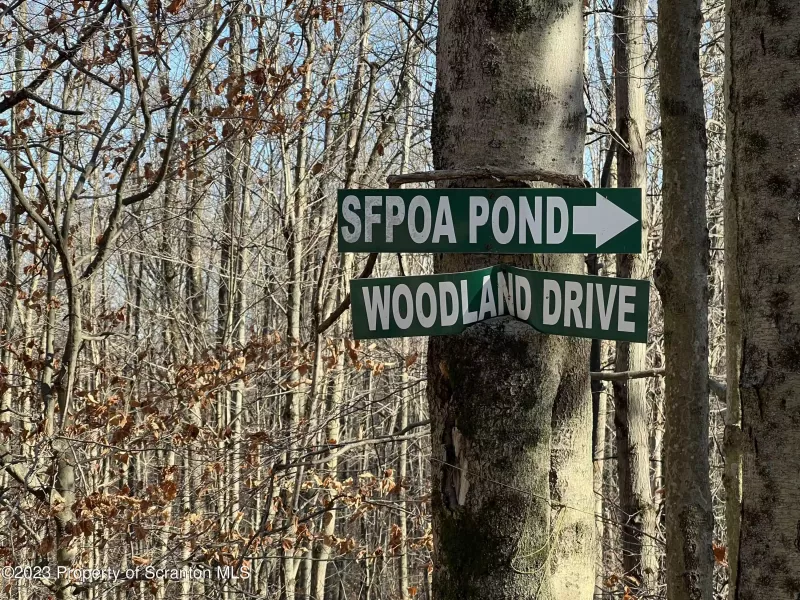 SFPOA POND
WOODLAND DRIVE
©2023 Property of Scranton MLS